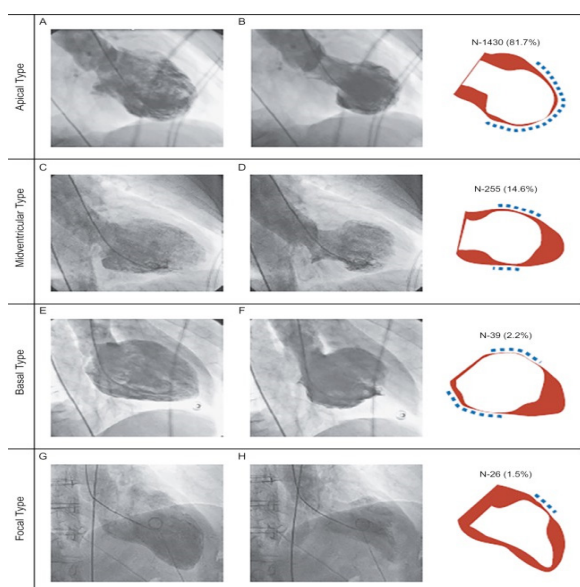 A
B
N-1430 (81.7%)
Apical Type
C
D
N-255 (14.6%)
Midventricular Type
E
F
N-39 (2.2%)
Basal Type
G
H
N-26 (1.5%)
Focal Type